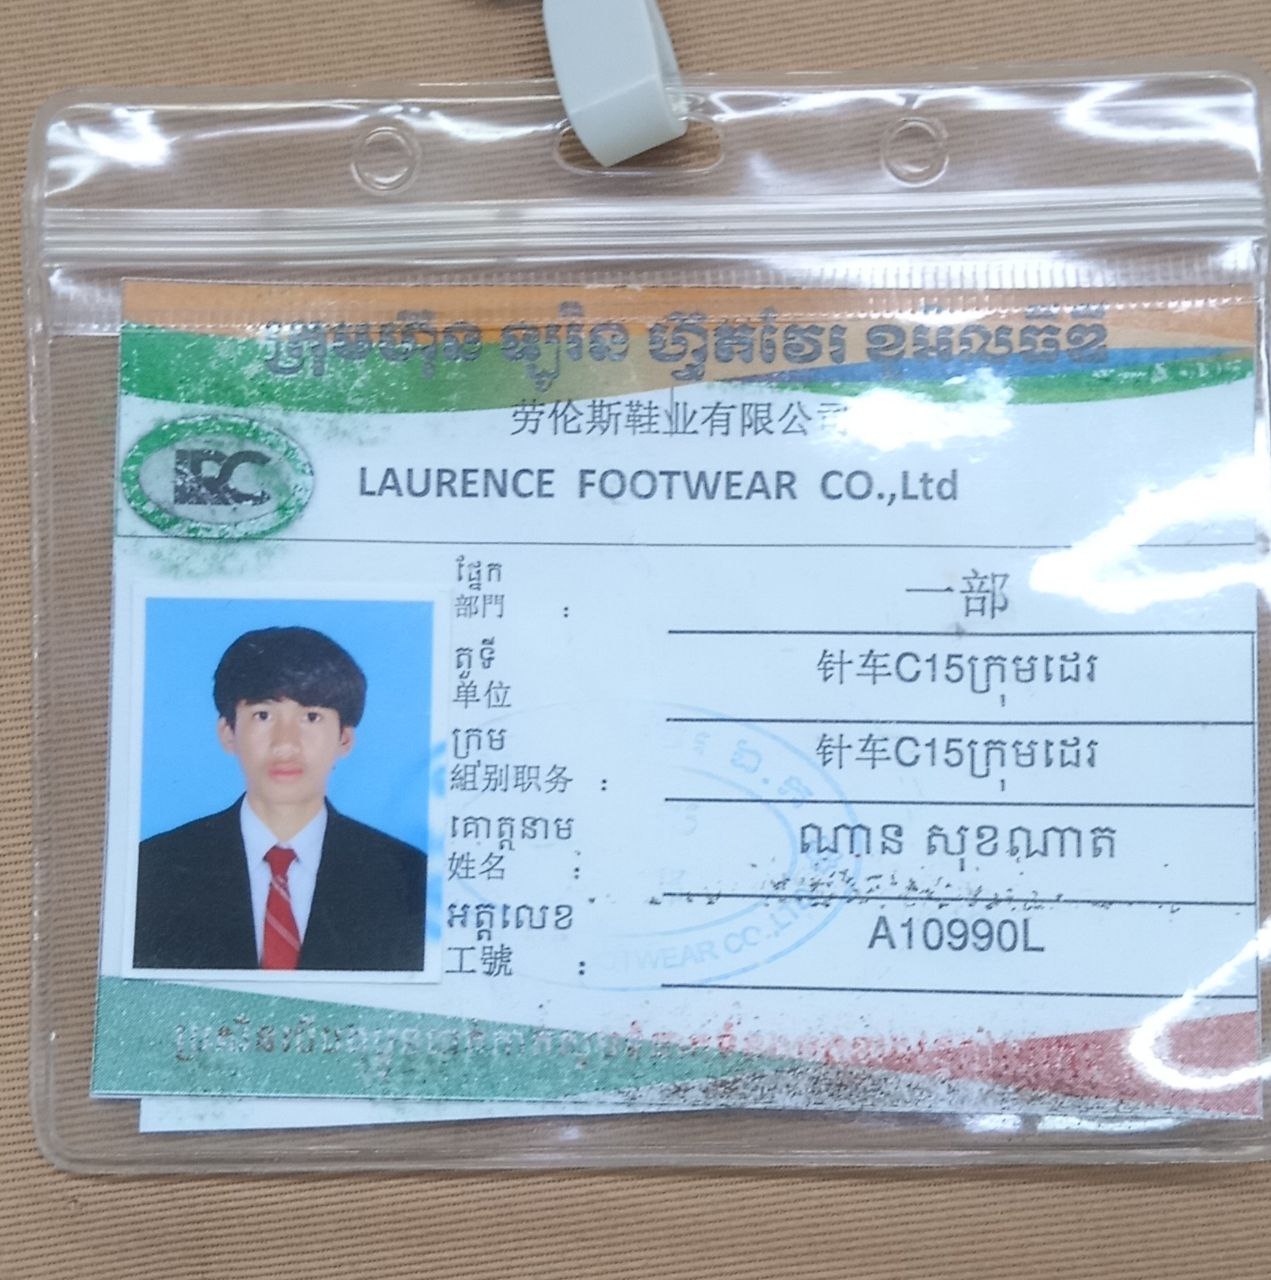 ក្រុមហ៊ុន ឡូរិន ហ្វ៊ូតវែរ ខូអិលធីឌី
劳伦斯鞋业有限公司
LAURENCE FOOTWEAR CO.,Ltd
ផ្នែក
部門 : 一部
តួទី
单位 针车C15ក្រុមដេរ
ក្រុម
組别职务 : 针车C15ក្រុមដេរ
គោត្តនាម
姓名 : ណាន សុខណាត
អត្តលេខ
工號 : A10990L
FOOTWEAR CO.,LTD